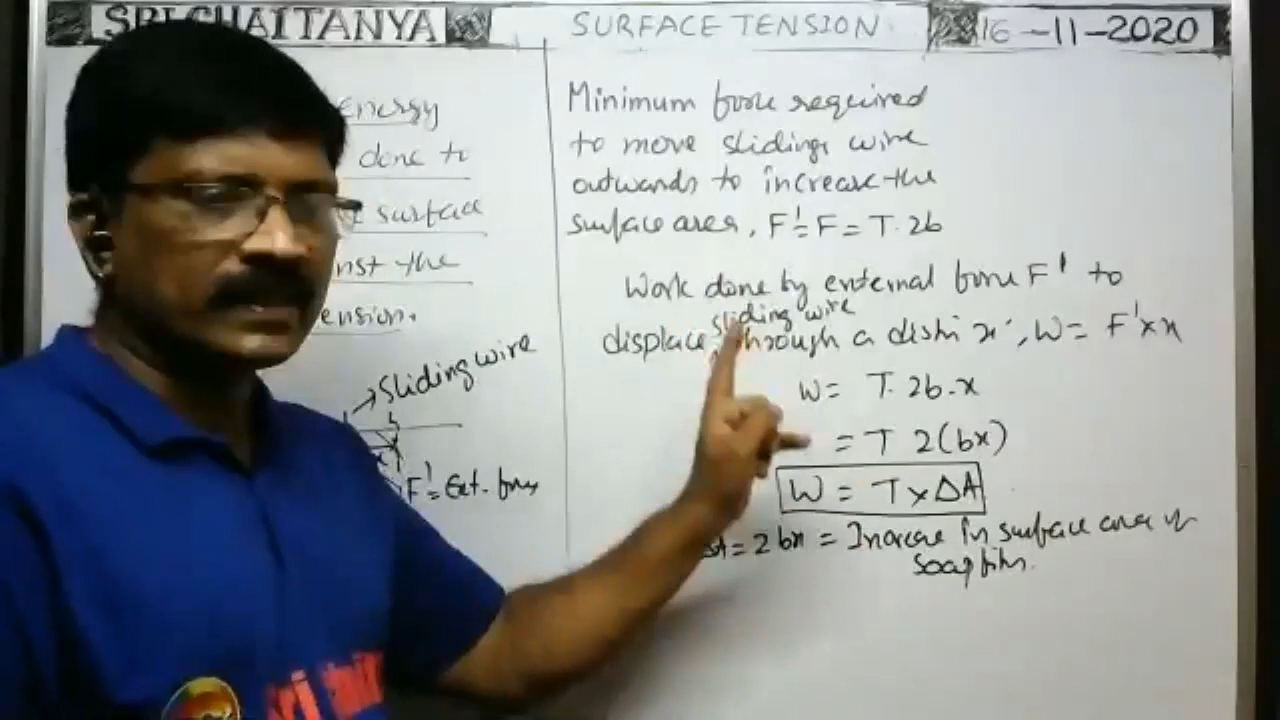 SRI CHAITANYA
SURFACE TENSION
16-11-2020
energy
done to
surface
inst the
ension.
sliding wire
x
F' = Ext. force
Minimum force required
to move sliding wire
outwards to increase the
surface area, F' = F = T. 2b
Work done by external force F' to
sliding wire
displace through a distn 'x', W = F' x x
W = T. 2b. x
= T 2(bx)
W = T x ΔA
ΔA = 2bx = Increase in surface area of
soap film.